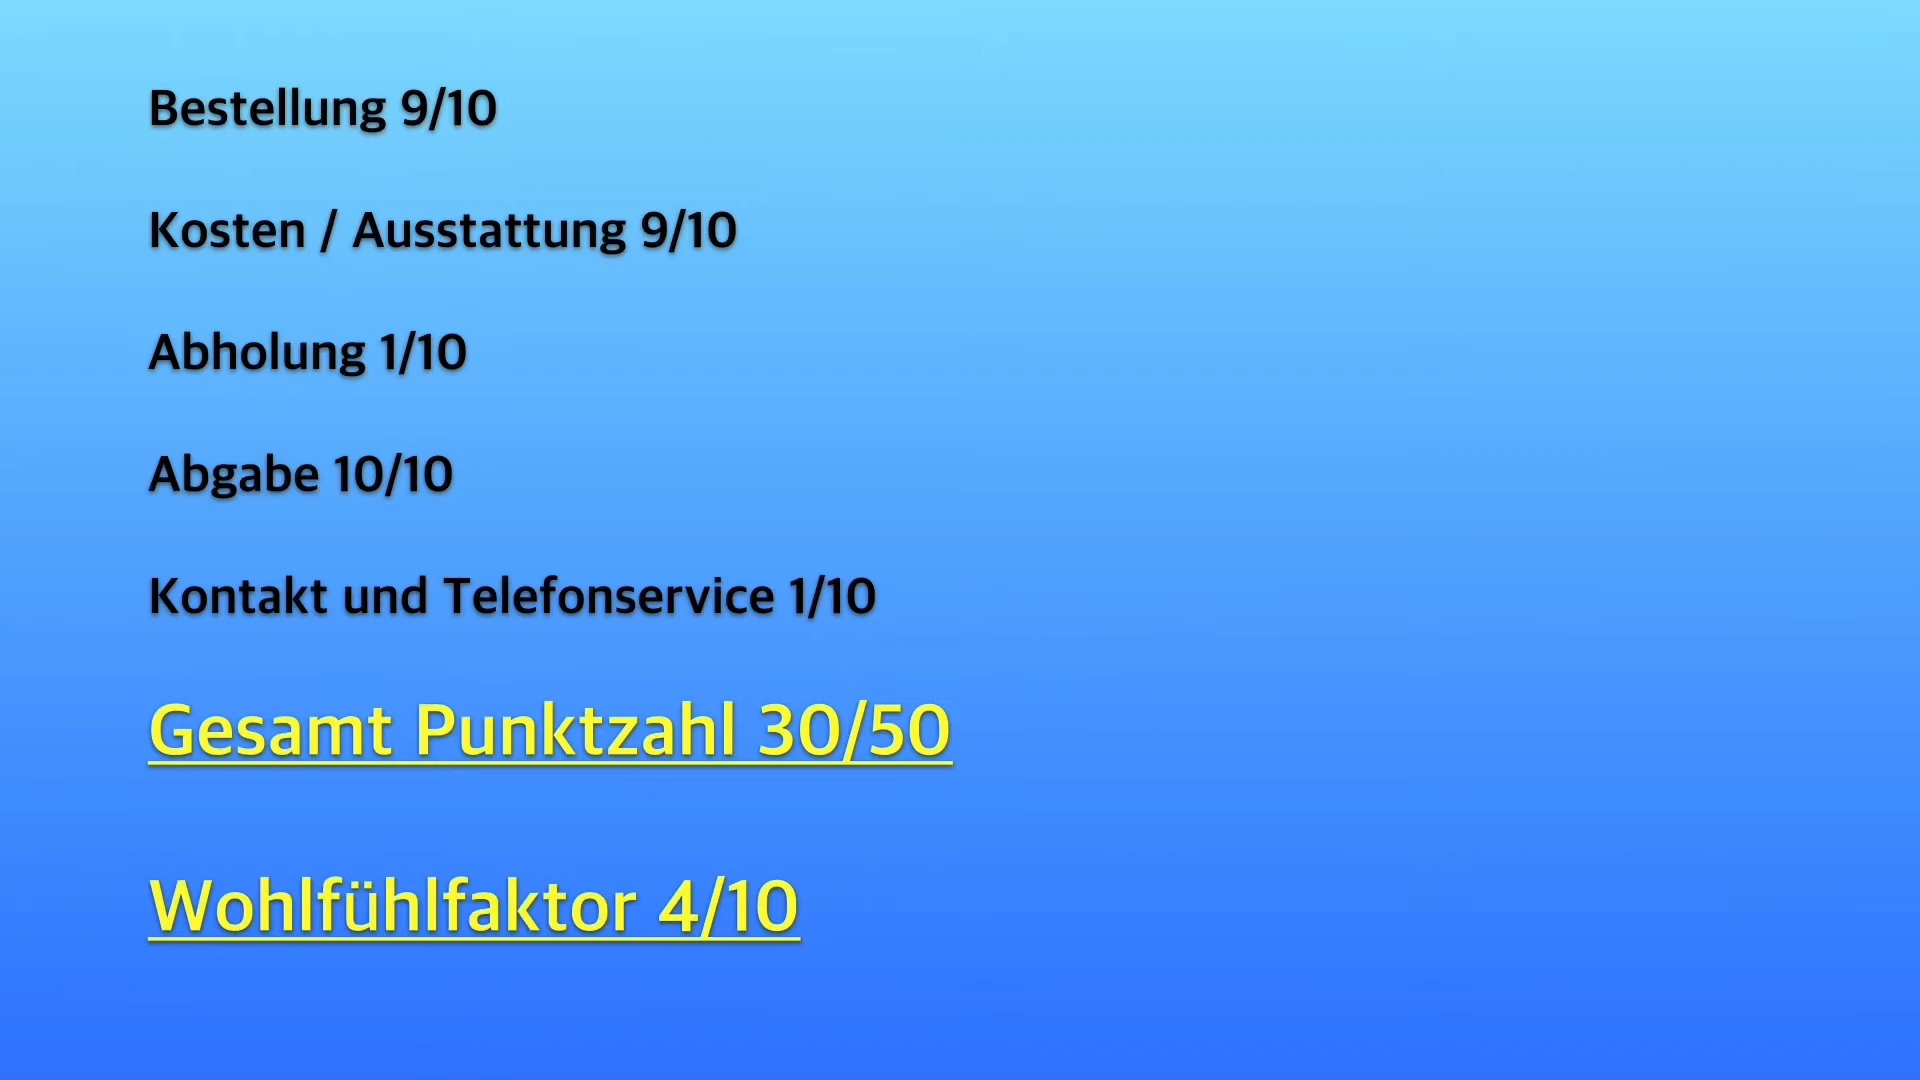 Bestellung 9/10
Kosten / Ausstattung 9/10
Abholung 1/10
Abgabe 10/10
Kontakt und Telefonservice 1/10
Gesamt Punktzahl 30/50
Wohlfühlfaktor 4/10